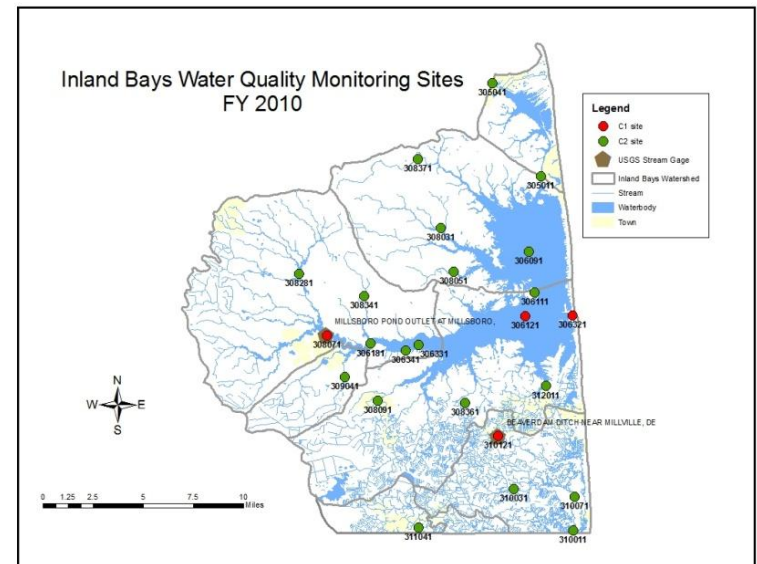 Inland Bays Water Quality Monitoring Sites
FY 2010
Legend
C1 site
C2 site
USGS Stream Gage
Inland Bays Watershed
Stream
Waterbody
Town
305041
308371
305011
308031
306091
308051
308281
306111
308341
306121
306321
MILLSBORO POND OUTLET AT MILLSBORO,
308071
306181
306341
306331
309041
312011
308091
308361
BEAVERDAM DITCH NEAR MILLVILLE, DE
310121
310031
310071
311041
310011
N
W
E
S
0 1.25 2.5 5 7.5 10
Miles